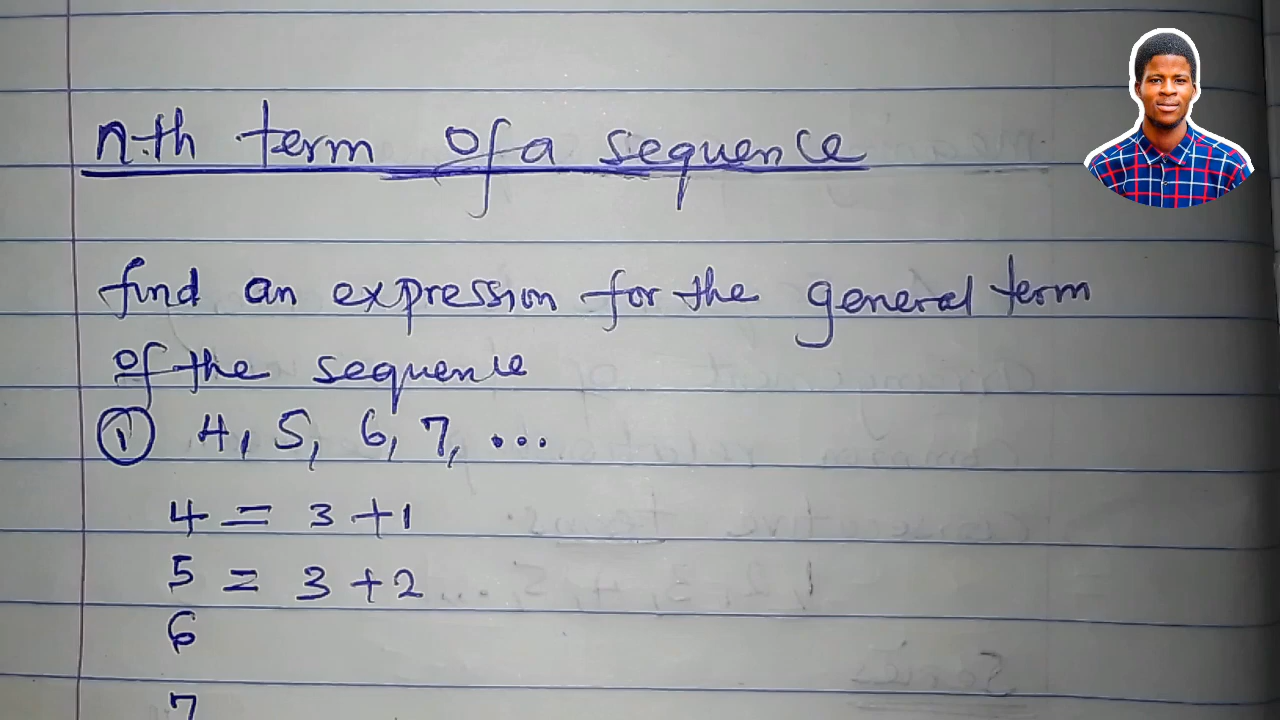 n.th term of a sequence
find an expression for the general term
of the sequence
① 4, 5, 6, 7, ...
4 = 3 + 1
5 = 3 + 2
6
7